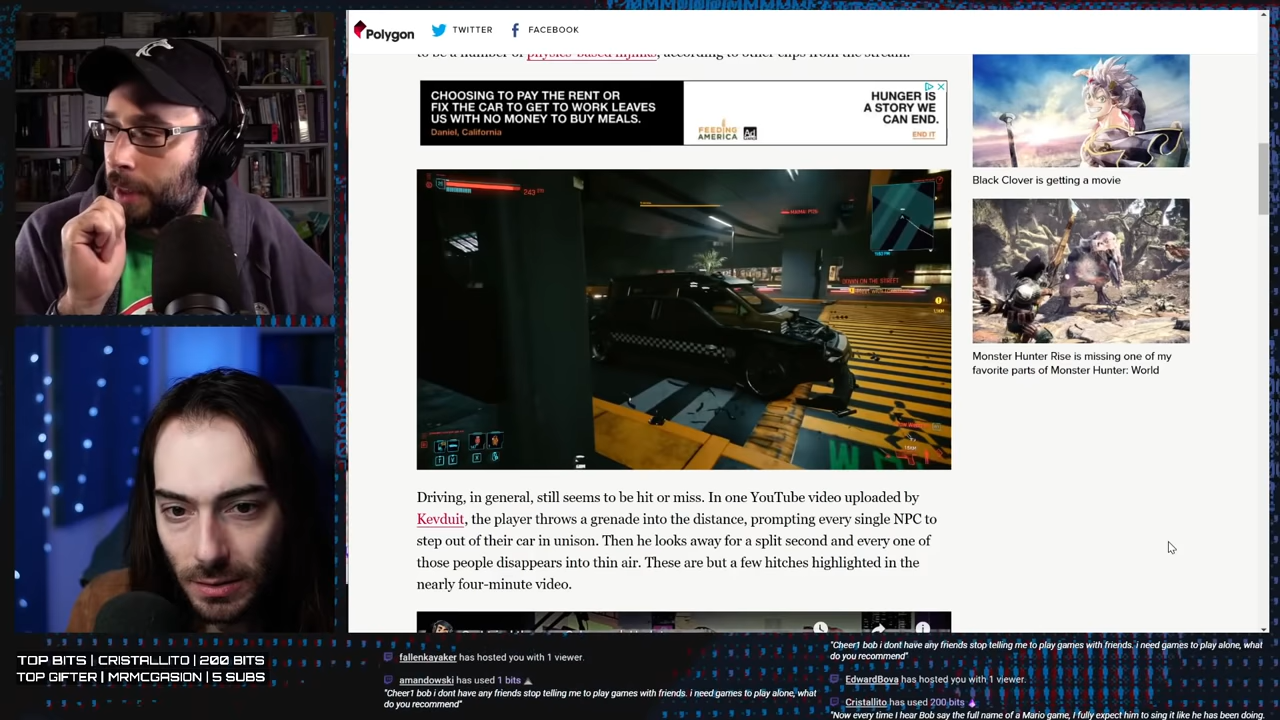 Polygon
TWITTER
FACEBOOK
to be a number of physics-based hijinks, according to other clips from the stream.
CHOOSING TO PAY THE RENT OR
FIX THE CAR TO GET TO WORK LEAVES
US WITH NO MONEY TO BUY MEALS.
Daniel, California
FEEDING
AMERICA
Ad
HUNGER IS
A STORY WE
CAN END.
END IT
Black Clover is getting a movie
243
DOWN ON THE STREET
Monster Hunter Rise is missing one of my
favorite parts of Monster Hunter: World
Driving, in general, still seems to be hit or miss. In one YouTube video uploaded by
Kevduit, the player throws a grenade into the distance, prompting every single NPC to
step out of their car in unison. Then he looks away for a split second and every one of
those people disappears into thin air. These are but a few hitches highlighted in the
nearly four-minute video.
TOP BITS | CRISTALLITO | 200 BITS
TOP GIFTER | MRMCGASION | 5 SUBS
fallenkayaker has hosted you with 1 viewer.
amandowski has used 1 bits
"Cheer1 bob i dont have any friends stop telling me to play games with friends. i need games to play alone, what
do you recommend"
"Cheer1 bob i dont have any friends stop telling me to play games with friends. i need games to play alone, what
do you recommend"
EdwardBova has hosted you with 1 viewer.
Cristallito has used 200 bits
"Now every time I hear Bob say the full name of a Mario game, I fully expect him to sing it like he has been doing.